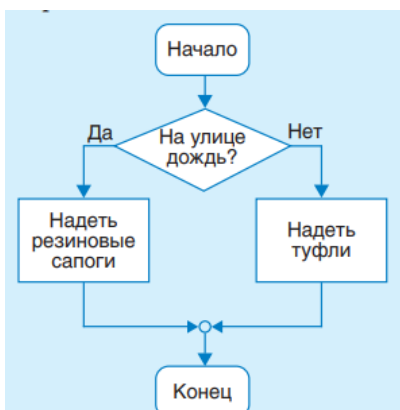 Начало
Да
На улице
дождь?
Нет
Надеть
резиновые
сапоги
Надеть
туфли
Конец